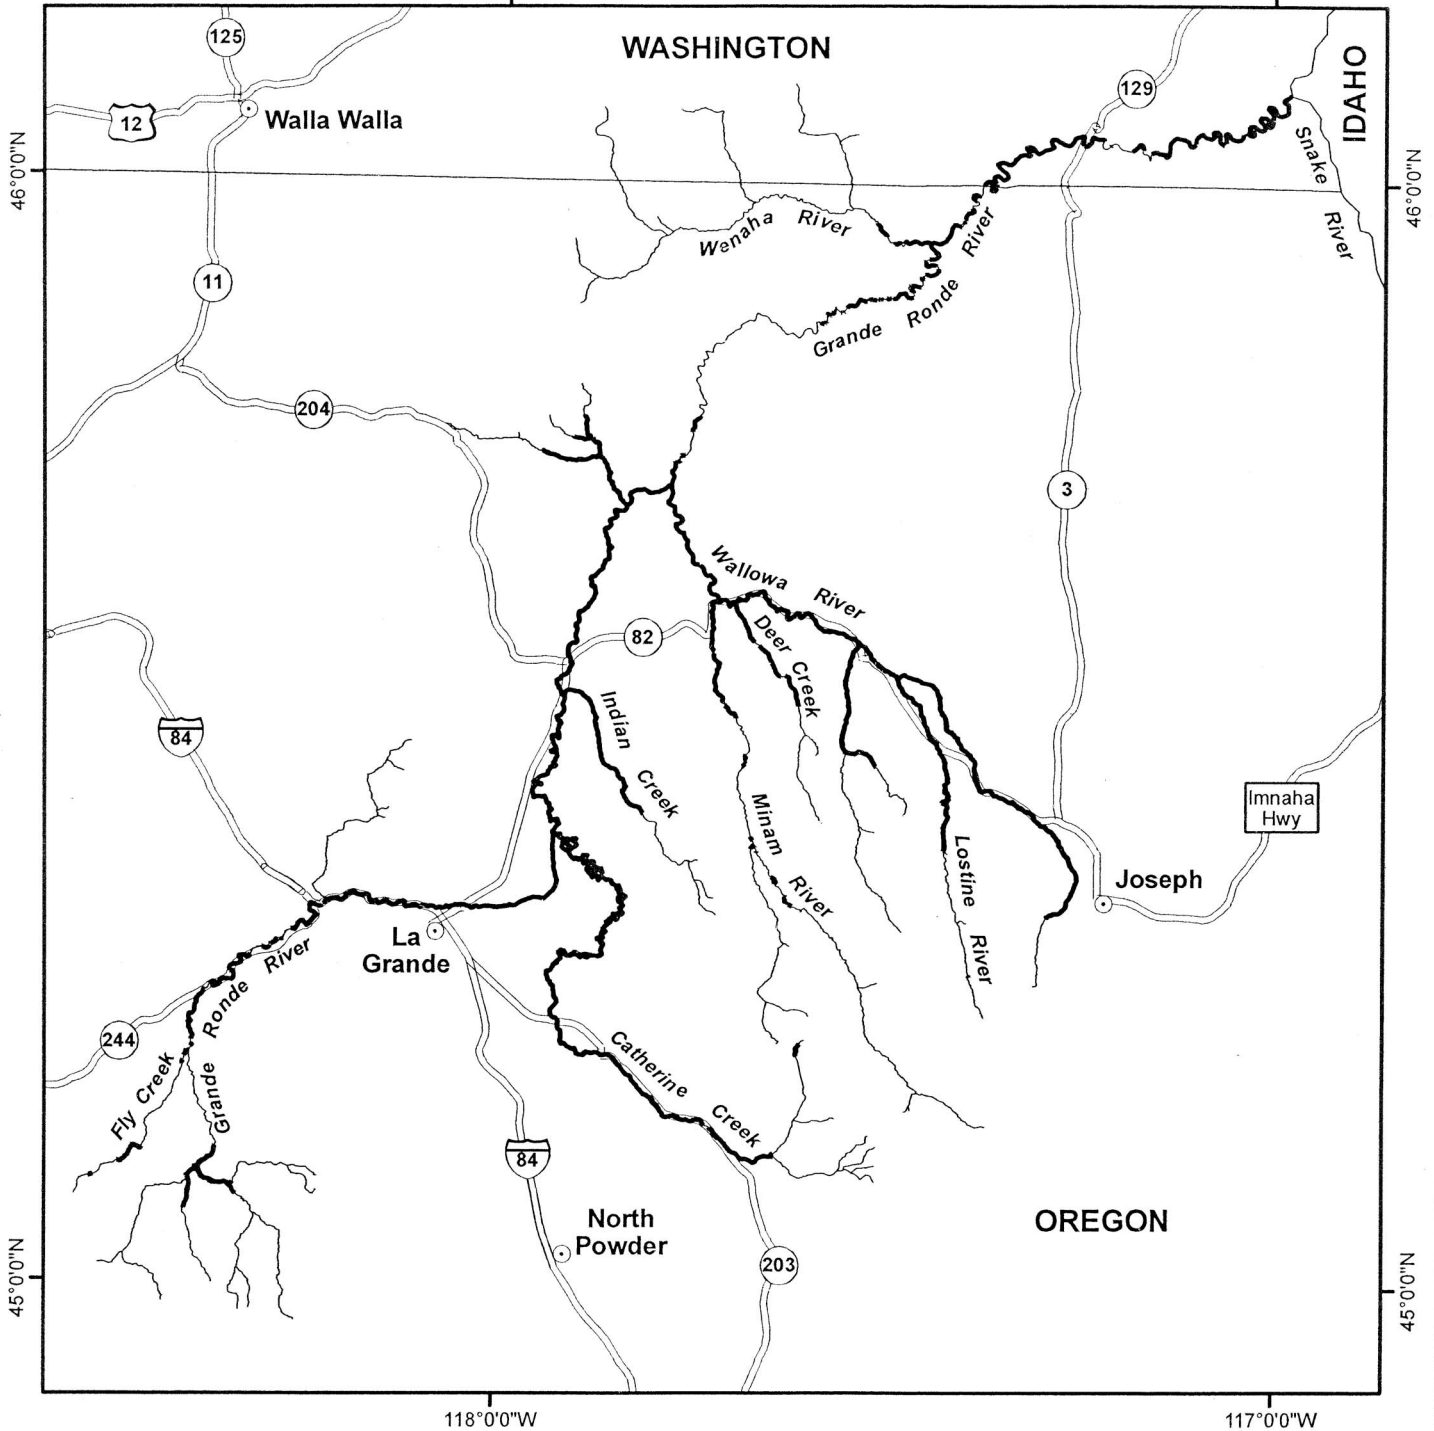 125
WASHINGTON
IDAHO
129
12
Walla Walla
46°0'0"N
46°0'0"N
Snake
River
Wenaha River
11
Grande Ronde River
204
3
Wallowa River
82
Deer Creek
Indian Creek
84
Minam River
Imnaha
Hwy
Lostine River
Joseph
La
Grande
Grande Ronde River
244
Fly Creek
Catherine Creek
84
OREGON
North
Powder
203
45°0'0"N
45°0'0"N
118°0'0"W
117°0'0"W